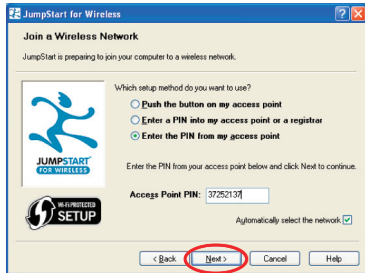 JumpStart for Wireless
Join a Wireless Network
JumpStart is preparing to join your computer to a wireless network.
Which setup method do you want to use?
Push the button on my access point
Enter a PIN into my access point or a registrar
Enter the PIN from my access point
JUMPSTART
FOR WIRELESS
Enter the PIN from your access point below and click Next to continue.
Access Point PIN: 37252137
WI-FI PROTECTED
SETUP
Automatically select the network
< Back Next > Cancel Help